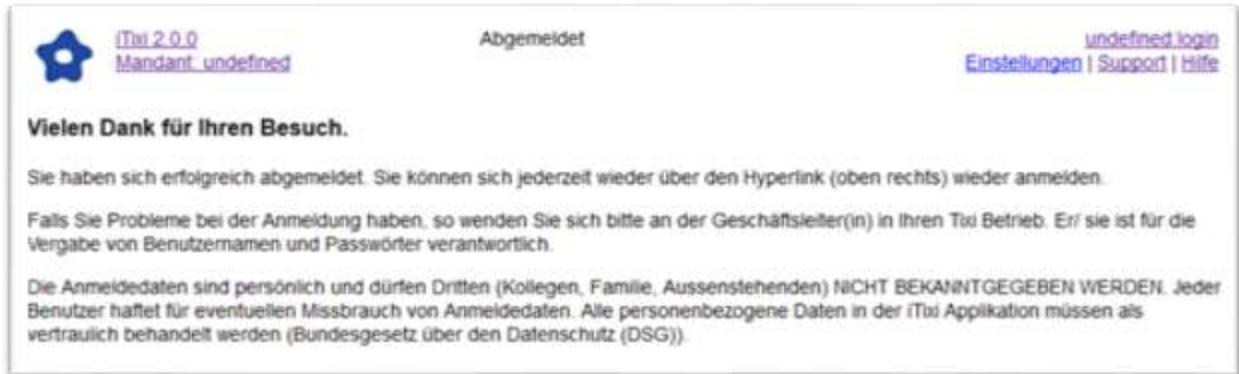 iTixi 2.0.0
Mandant: undefined
Abgemeldet
undefined:login
Einstellungen | Support | Hilfe
Vielen Dank für Ihren Besuch.
Sie haben sich erfolgreich abgemeldet. Sie können sich jederzeit wieder über den Hyperlink (oben rechts) wieder anmelden.
Falls Sie Probleme bei der Anmeldung haben, so wenden Sie sich bitte an der Geschäftsleiter(in) in Ihren Tixi Betrieb. Er/ sie ist für die
Vergabe von Benutzernamen und Passwörter verantwortlich.
Die Anmeldedaten sind persönlich und dürfen Dritten (Kollegen, Familie, Aussenstehenden) NICHT BEKANNTGEGEBEN WERDEN. Jeder
Benutzer haftet für eventuellen Missbrauch von Anmeldedaten. Alle personenbezogene Daten in der iTixi Applikation müssen als
vertraulich behandelt werden (Bundesgesetz über den Datenschutz (DSG)).